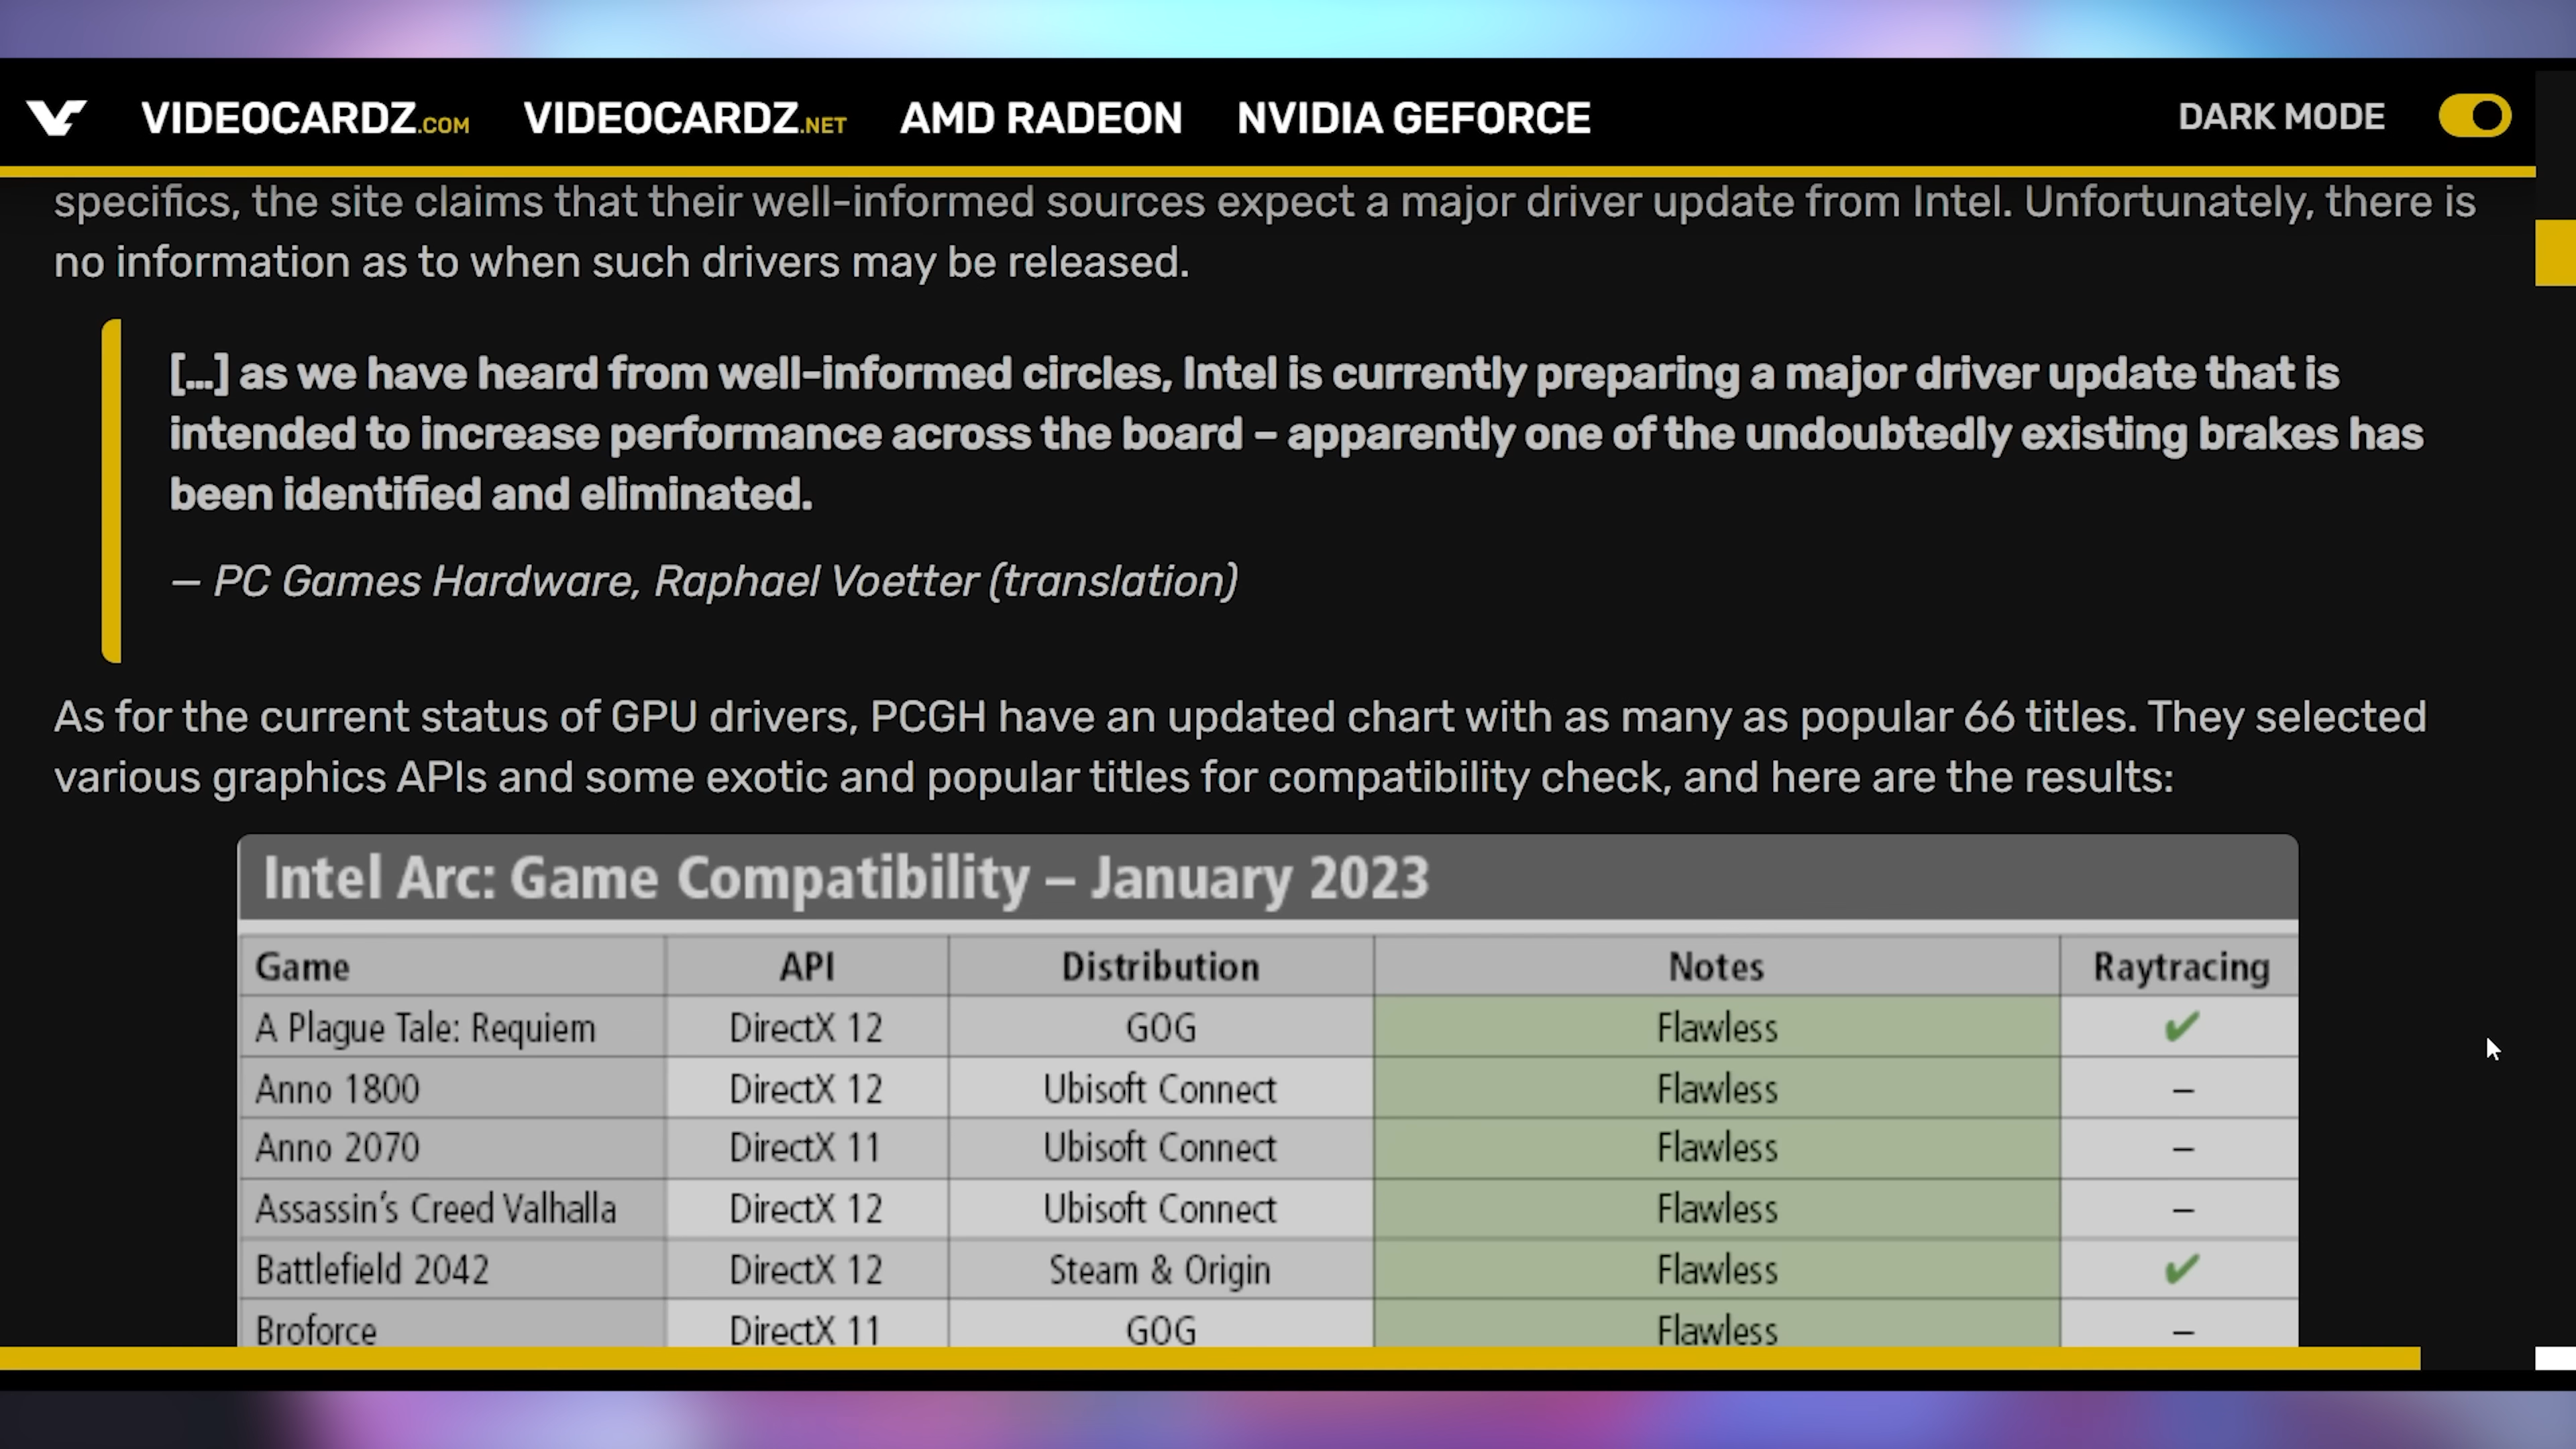 VIDEOCARDZ.COM VIDEOCARDZ.NET AMD RADEON NVIDIA GEFORCE DARK MODE
specifics, the site claims that their well-informed sources expect a major driver update from Intel. Unfortunately, there is
no information as to when such drivers may be released.
[...] as we have heard from well-informed circles, Intel is currently preparing a major driver update that is
intended to increase performance across the board – apparently one of the undoubtedly existing brakes has
been identified and eliminated.
— PC Games Hardware, Raphael Voetter (translation)
As for the current status of GPU drivers, PCGH have an updated chart with as many as popular 66 titles. They selected
various graphics APIs and some exotic and popular titles for compatibility check, and here are the results:
Intel Arc: Game Compatibility – January 2023
Game API Distribution Notes Raytracing
A Plague Tale: Requiem DirectX 12 GOG Flawless ✔
Anno 1800 DirectX 12 Ubisoft Connect Flawless –
Anno 2070 DirectX 11 Ubisoft Connect Flawless –
Assassin's Creed Valhalla DirectX 12 Ubisoft Connect Flawless –
Battlefield 2042 DirectX 12 Steam & Origin Flawless ✔
Broforce DirectX 11 GOG Flawless –